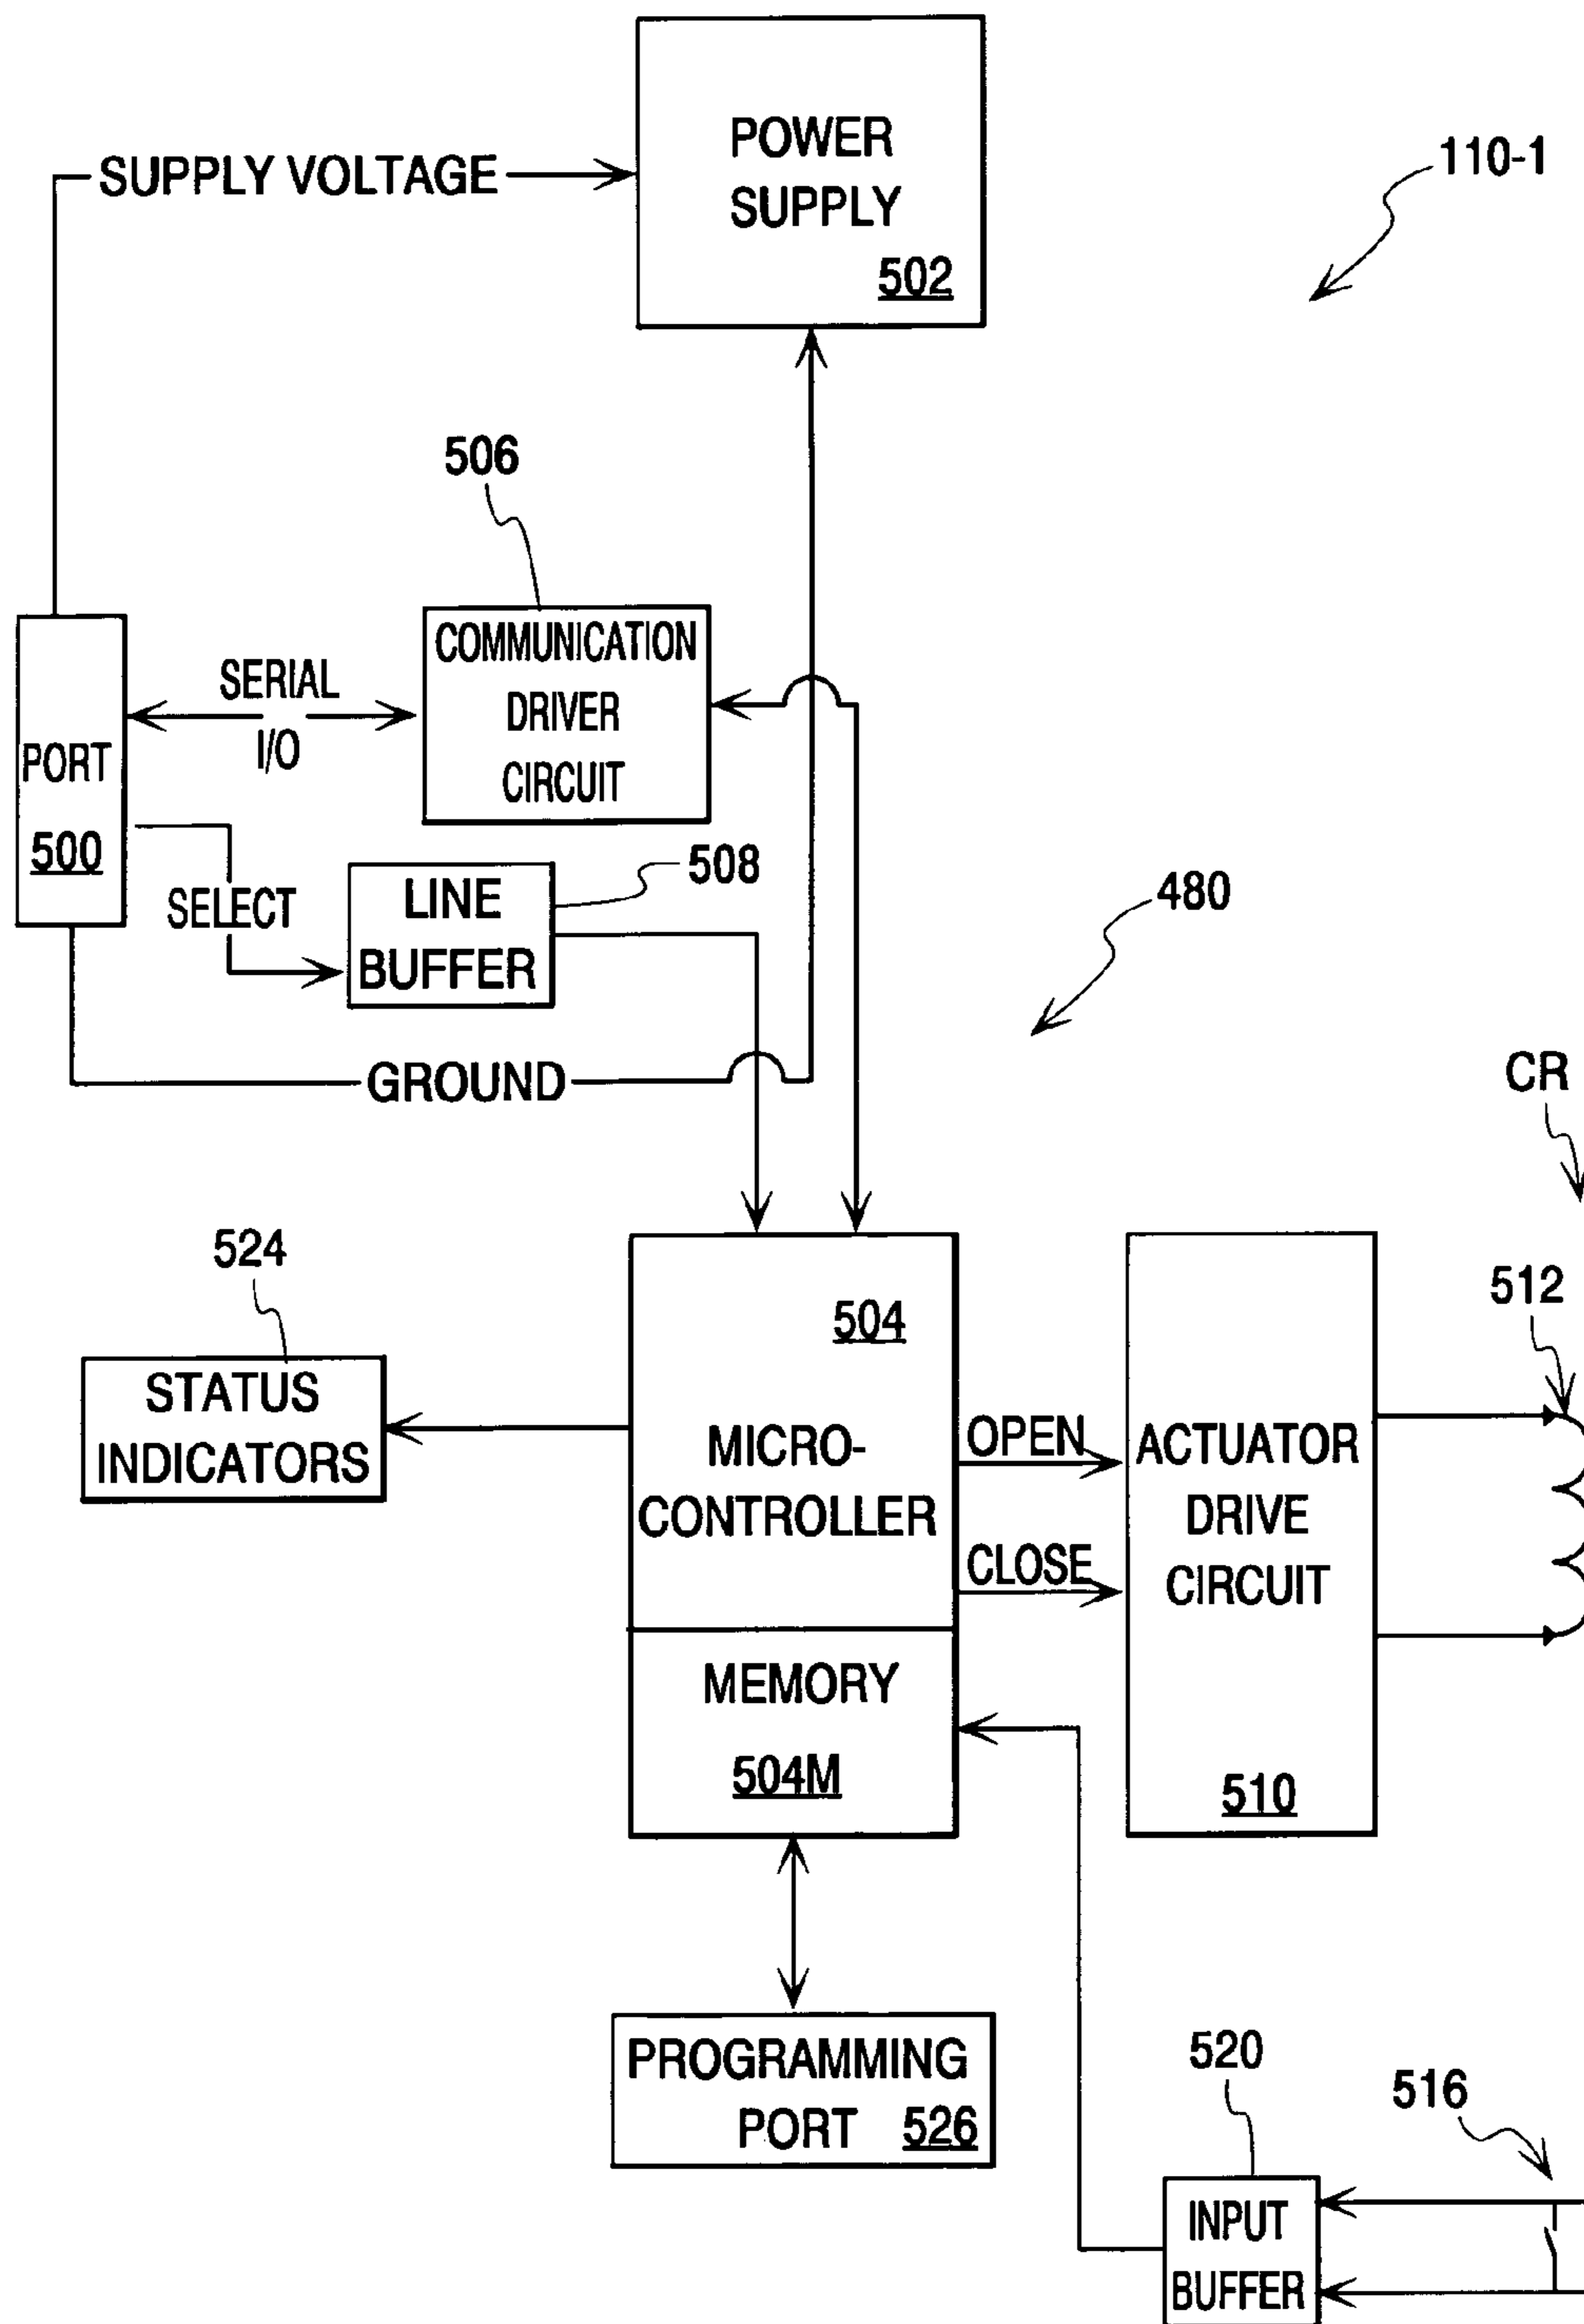 POWER
SUPPLY
502
SUPPLY VOLTAGE
110-1
506
COMMUNICATION
DRIVER
CIRCUIT
SERIAL
I/O
PORT
500
SELECT
LINE
BUFFER
508
480
GROUND
CR
524
STATUS
INDICATORS
504
MICRO-
CONTROLLER
OPEN
CLOSE
ACTUATOR
DRIVE
CIRCUIT
510
512
MEMORY
504M
PROGRAMMING
PORT 526
520
516
INPUT
BUFFER